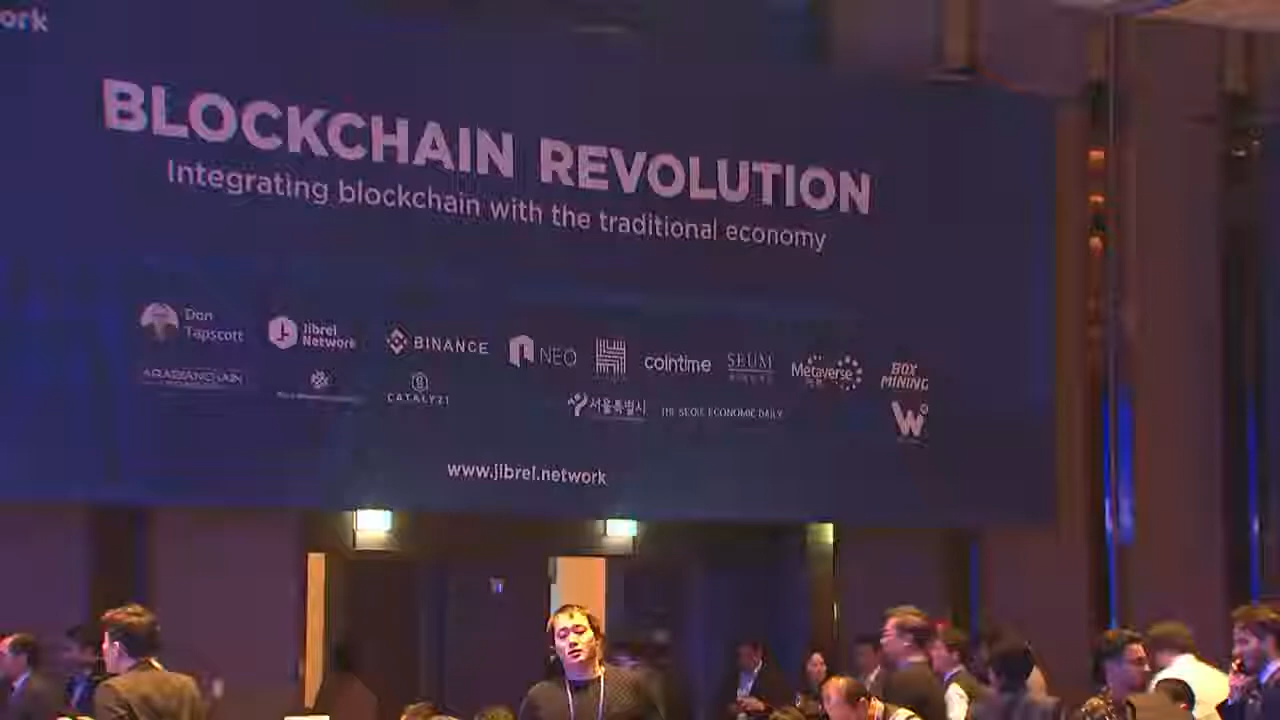 ork
BLOCKCHAIN REVOLUTION
Integrating blockchain with the traditional economy
Don Tapscott
Jibrel Network
BINANCE
NEO
cointime
SEUM
Metaverse
BOX MINING
CATALYZ1
서울특별시
THE SEOUL ECONOMIC DAILY
W
www.jibrel.network